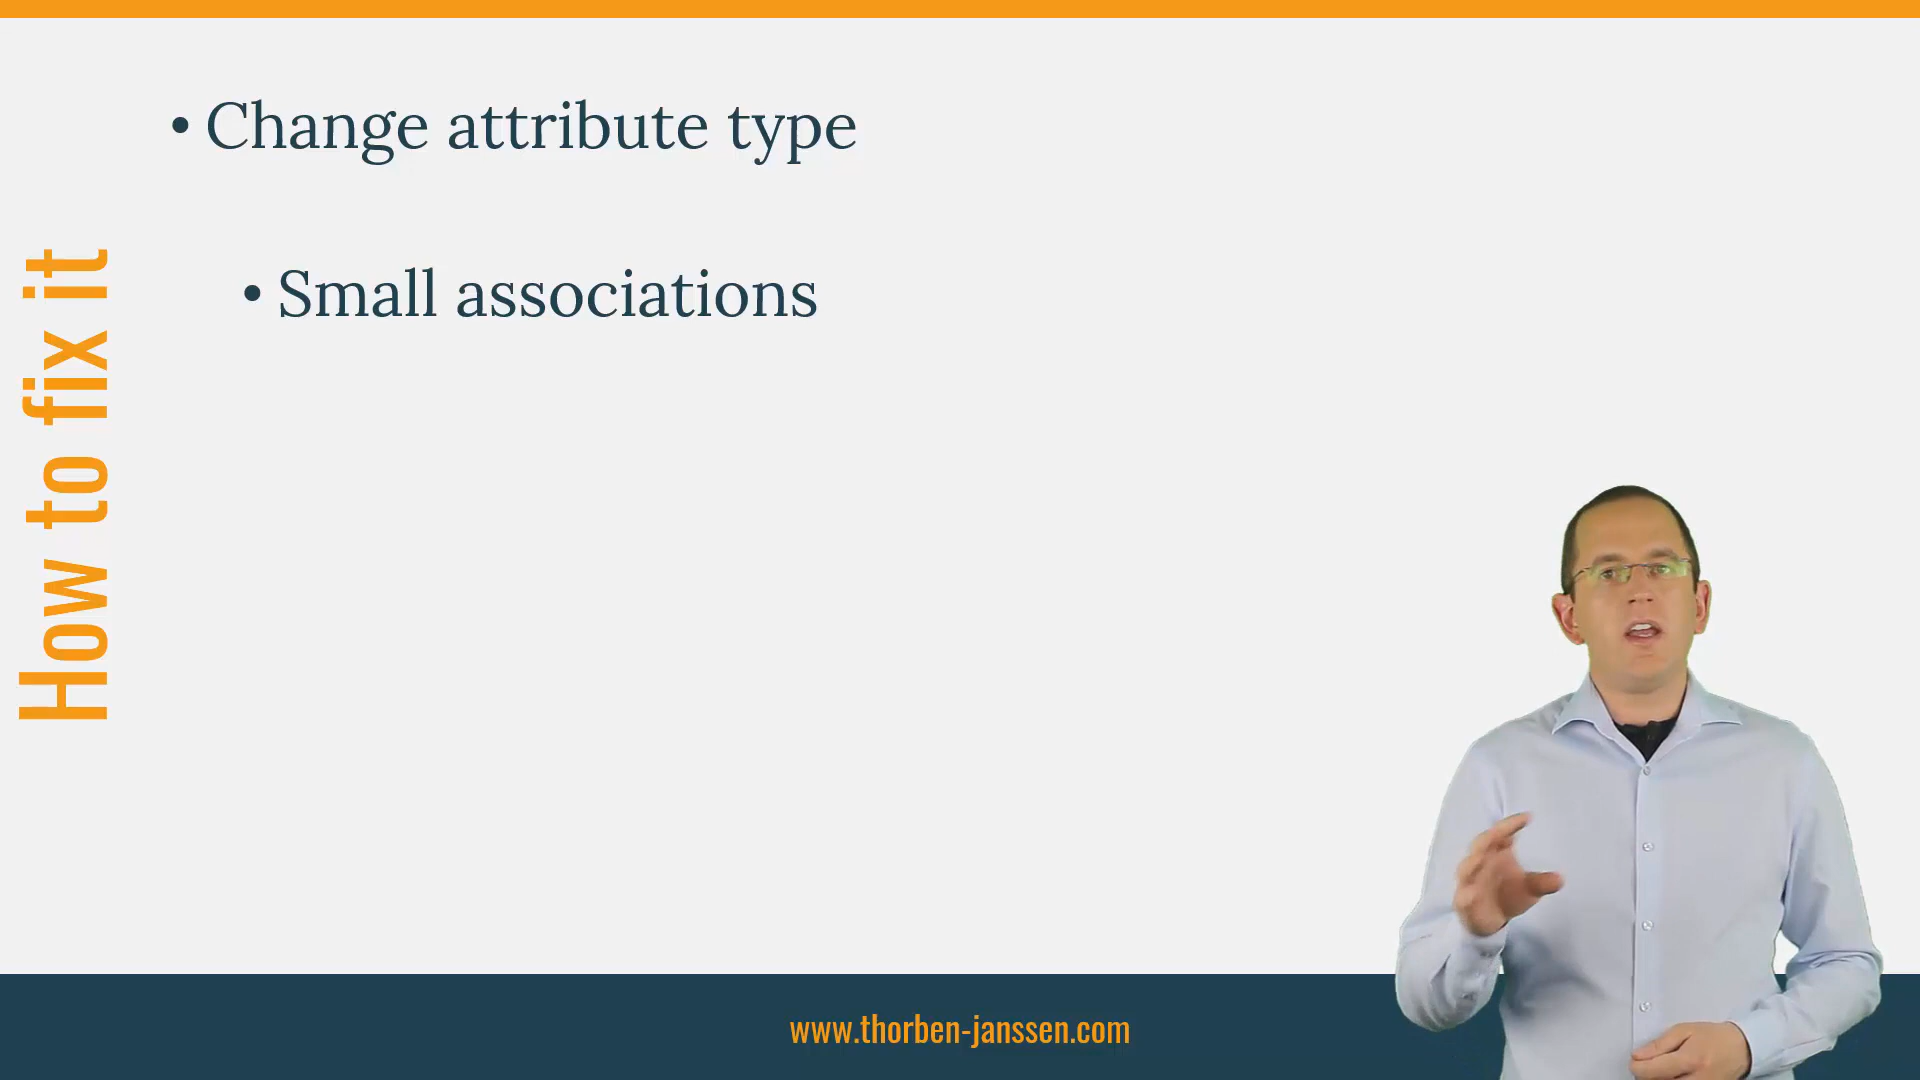 • Change attribute type
• Small associations
How to fix it
www.thorben-janssen.com